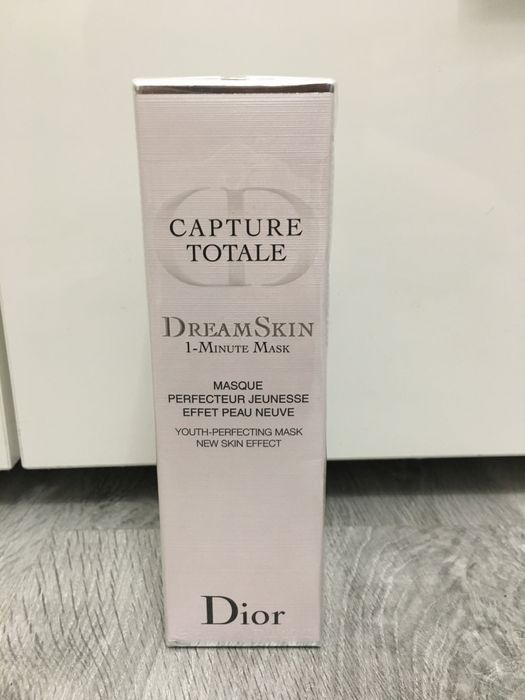 CD
CAPTURE
TOTALE
DREAMSKIN
1-MINUTE MASK
MASQUE
PERFECTEUR JEUNESSE
EFFET PEAU NEUVE
YOUTH-PERFECTING MASK
NEW SKIN EFFECT
Dior